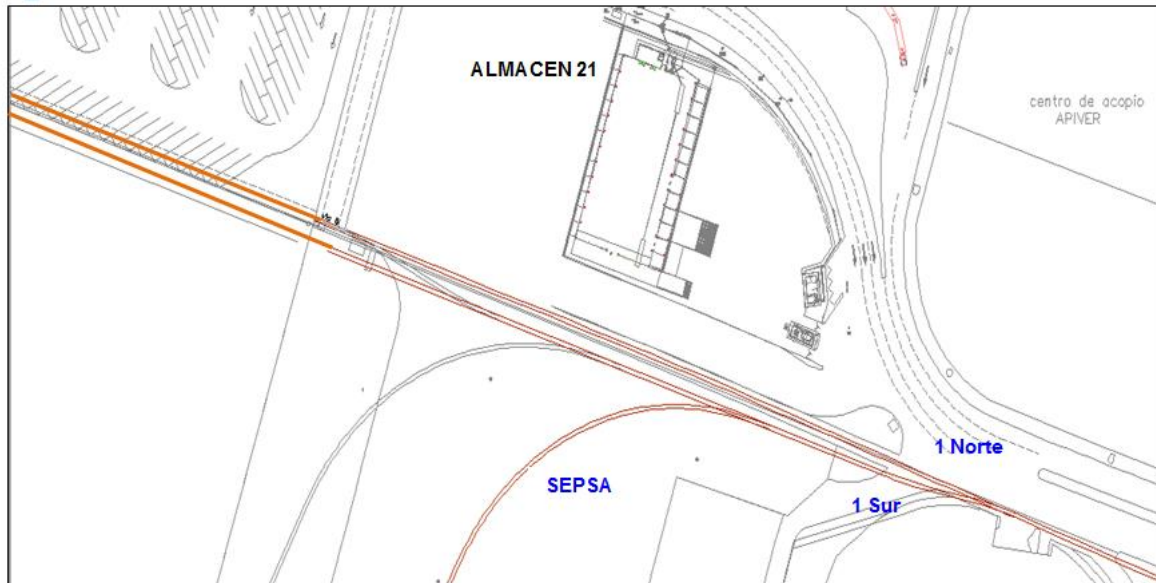 ALMACEN 21
centro de acopio
APIVER
1 Norte
SEPSA
1 Sur